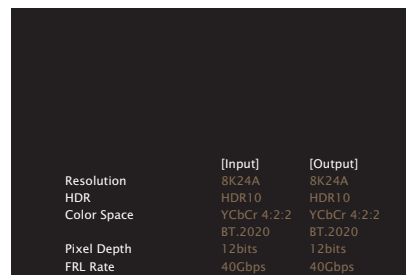 [Input] [Output]
Resolution 8K24A 8K24A
HDR HDR10 HDR10
Color Space YCbCr 4:2:2 YCbCr 4:2:2
BT.2020 BT.2020
Pixel Depth 12bits 12bits
FRL Rate 40Gbps 40Gbps